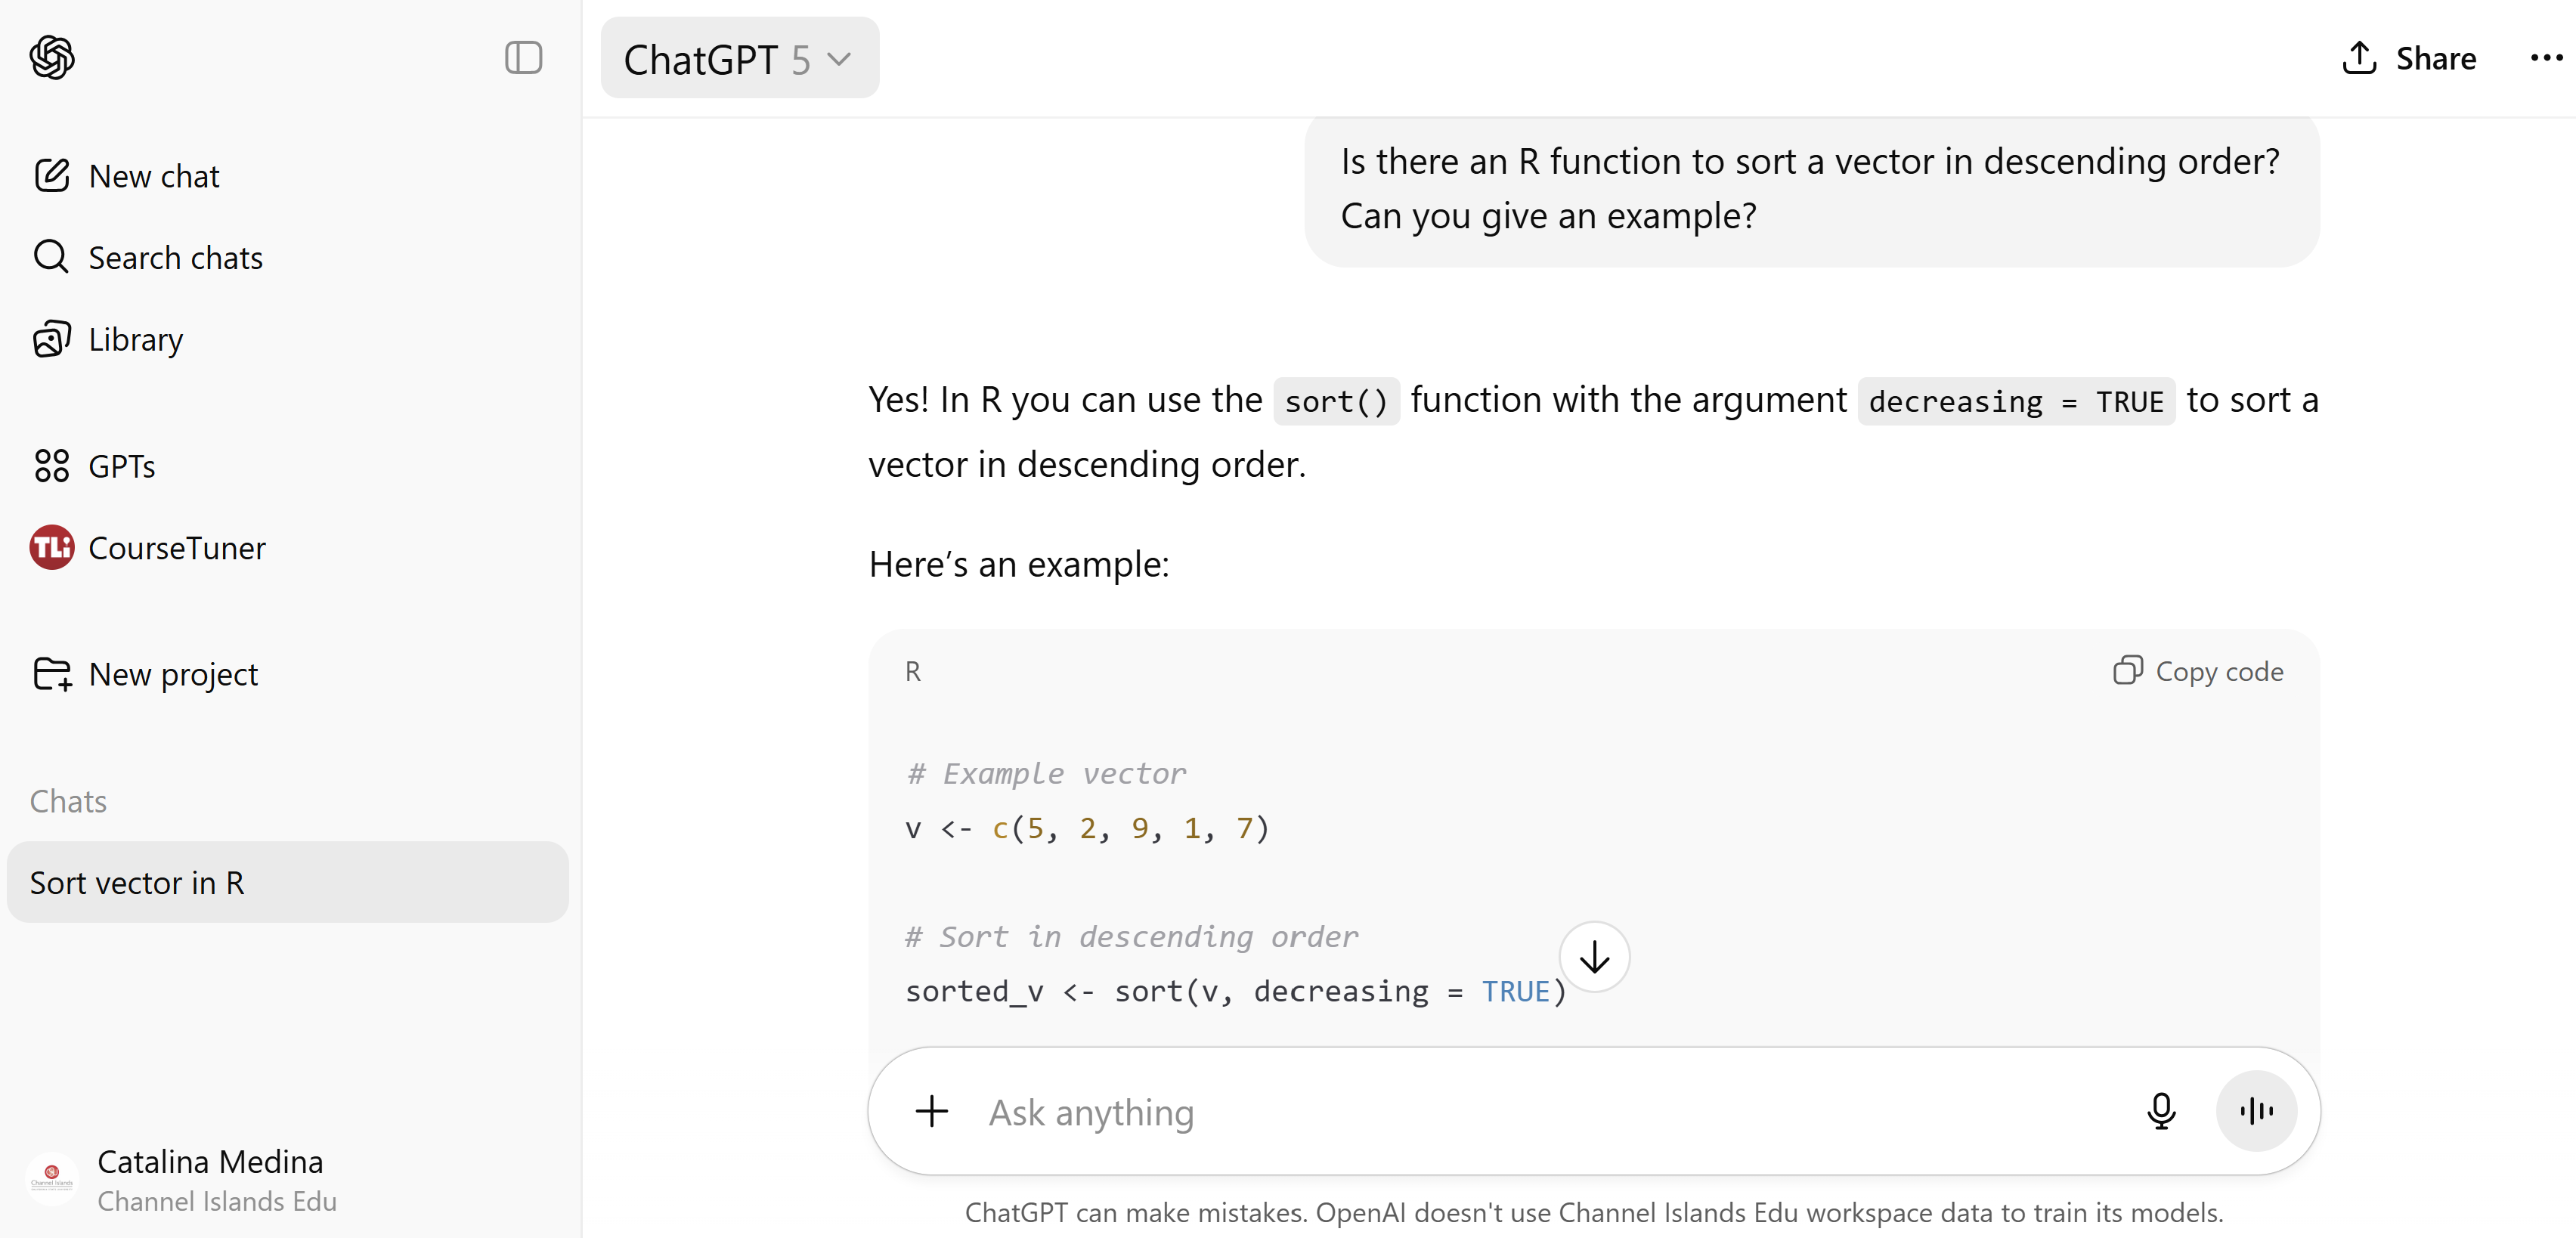 ChatGPT 5
Share
New chat
Search chats
Library
GPTs
TLi CourseTuner
New project
Chats
Sort vector in R
Catalina Medina
Channel Islands
Channel Islands Edu
Is there an R function to sort a vector in descending order?
Can you give an example?
Yes! In R you can use the sort() function with the argument decreasing = TRUE to sort a
vector in descending order.
Here’s an example:
R
Copy code
# Example vector
v <- c(5, 2, 9, 1, 7)
# Sort in descending order
sorted_v <- sort(v, decreasing = TRUE)
Ask anything
ChatGPT can make mistakes. OpenAI doesn't use Channel Islands Edu workspace data to train its models.